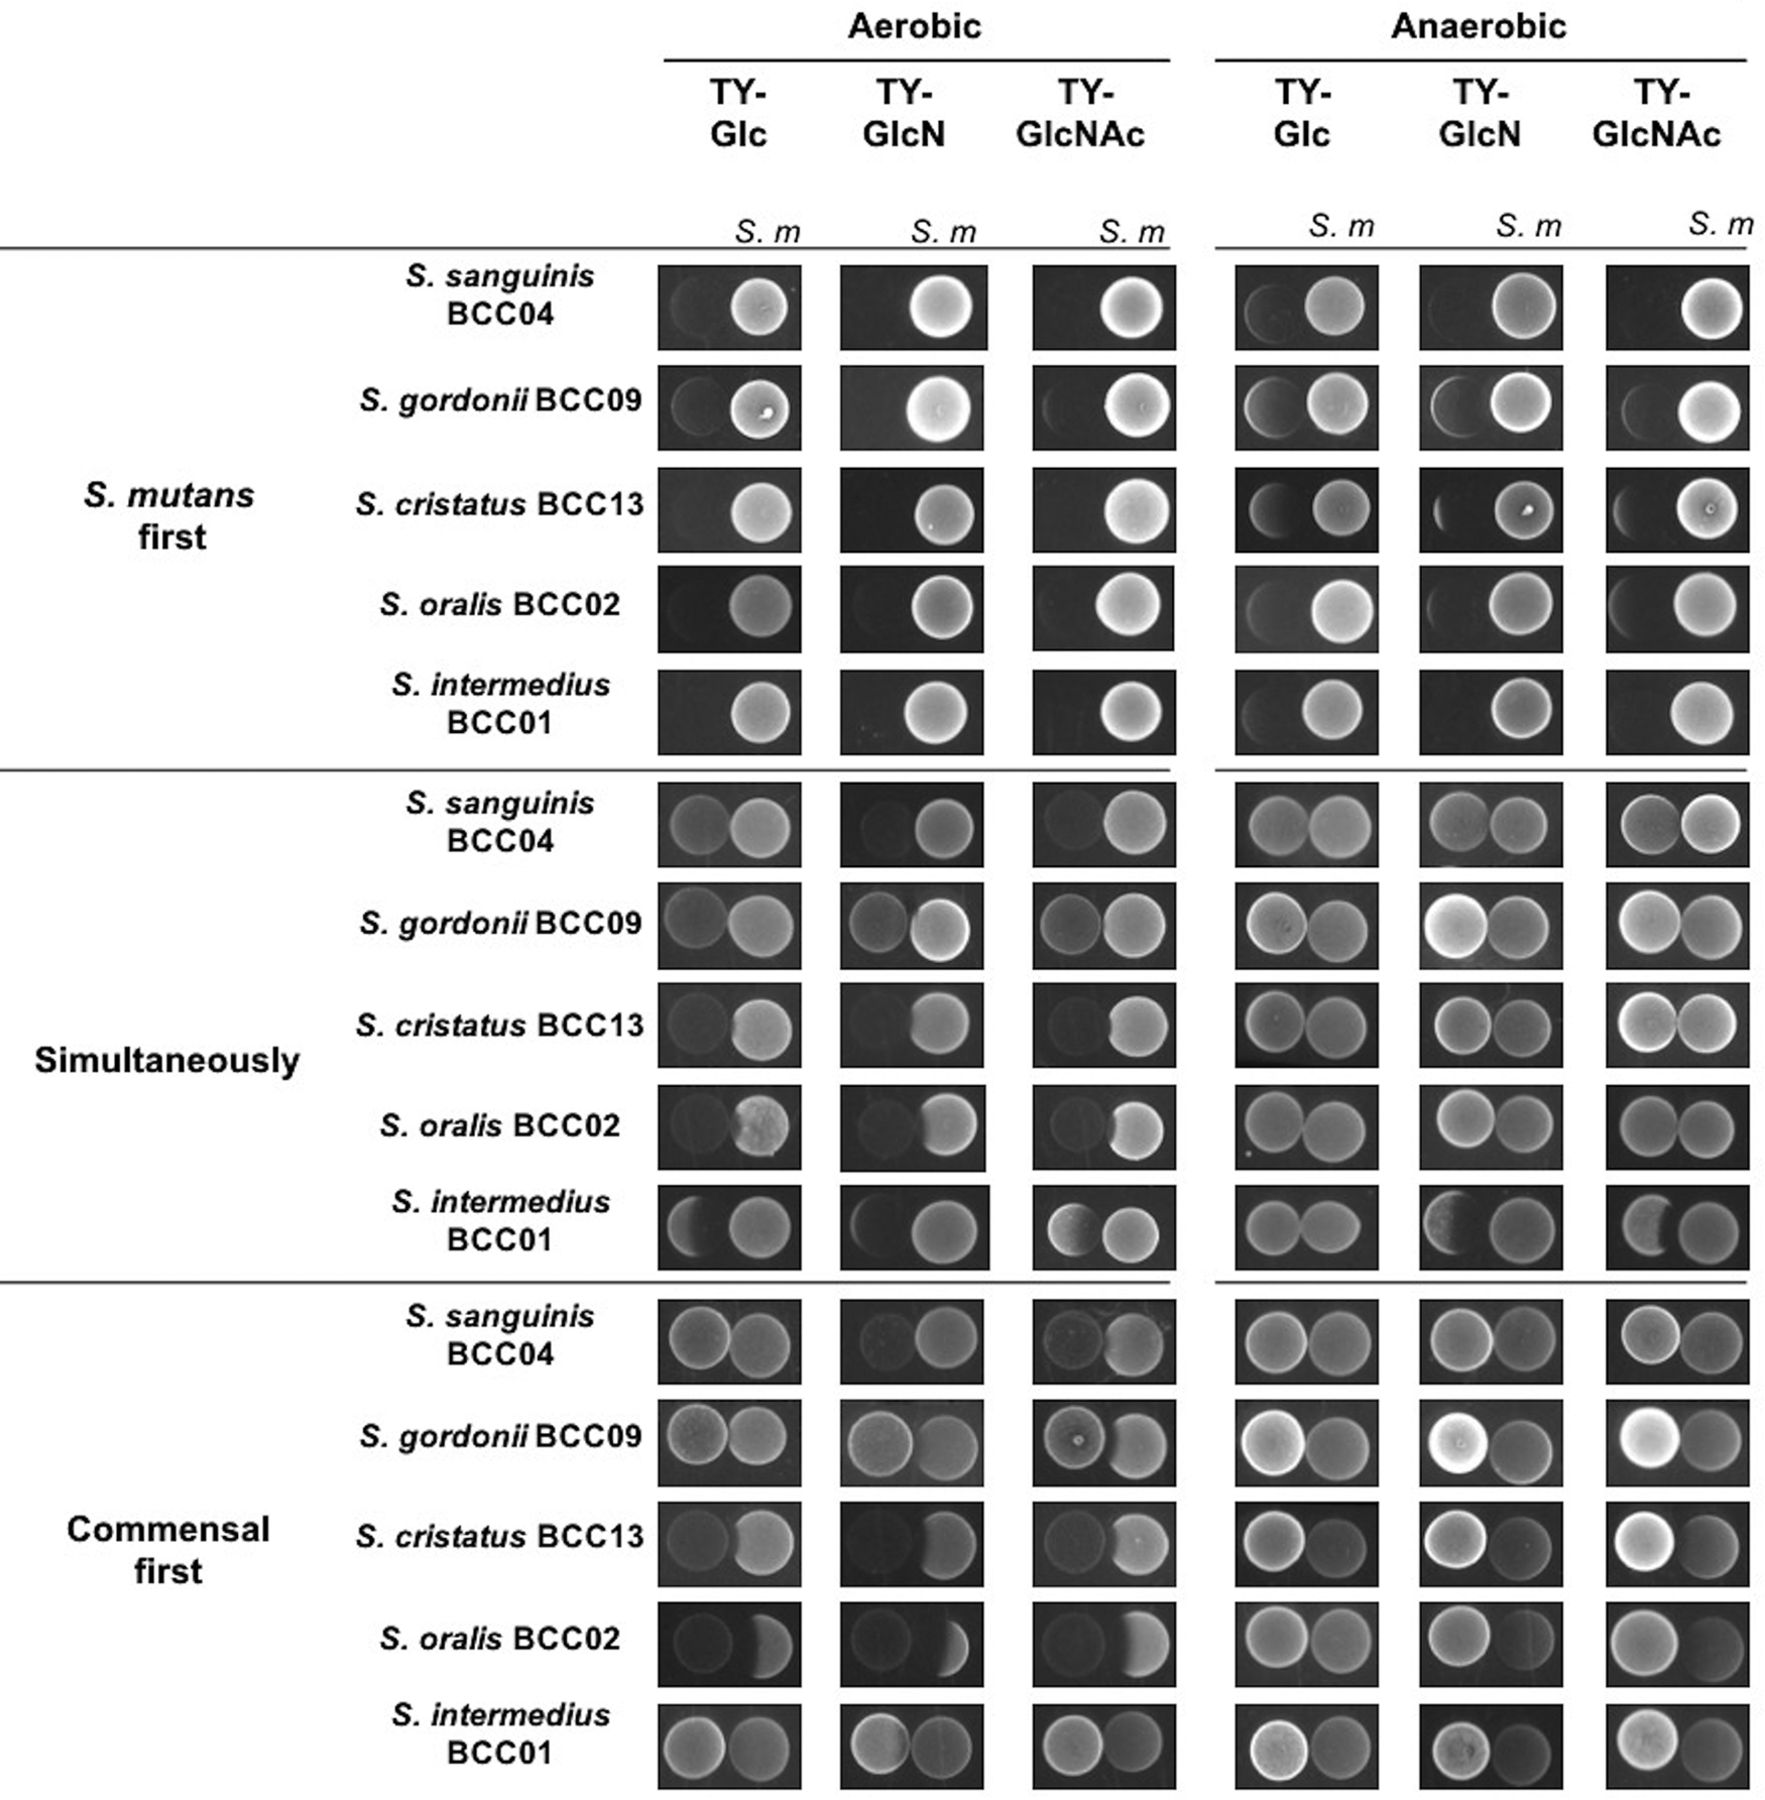 Aerobic Anaerobic
TY- TY- TY- TY- TY- TY-
Glc GlcN GlcNAc Glc GlcN GlcNAc
S. m S. m S. m S. m S. m S. m
S. mutans
first
S. sanguinis
BCC04
S. gordonii BCC09
S. cristatus BCC13
S. oralis BCC02
S. intermedius
BCC01
Simultaneously
S. sanguinis
BCC04
S. gordonii BCC09
S. cristatus BCC13
S. oralis BCC02
S. intermedius
BCC01
Commensal
first
S. sanguinis
BCC04
S. gordonii BCC09
S. cristatus BCC13
S. oralis BCC02
S. intermedius
BCC01